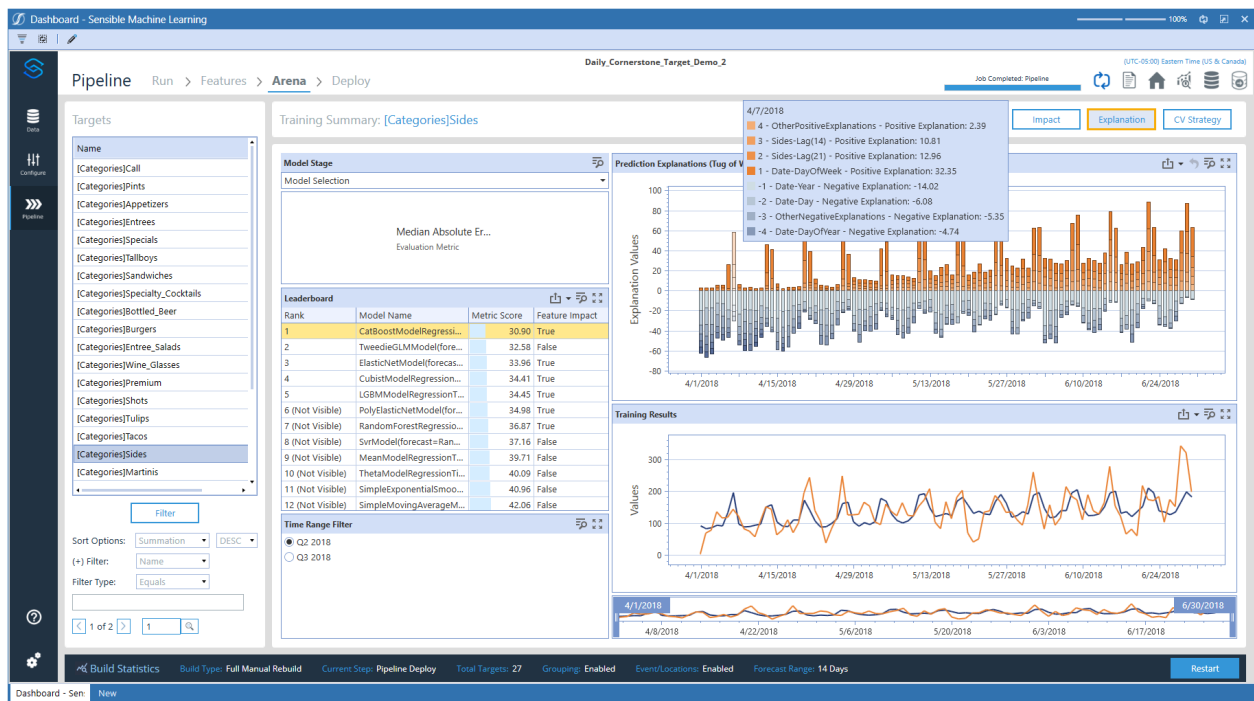 Dashboard - Sensible Machine Learning
100%
Daily_Cornerstone_Target_Demo_2
(UTC-05:00) Eastern Time (US & Canada)
Pipeline Run > Features > Arena > Deploy
Job Completed: Pipeline
Data
Configure
Pipeline
Targets
Name
[Categories]Call
[Categories]Pints
[Categories]Appetizers
[Categories]Entrees
[Categories]Specials
[Categories]Tallboys
[Categories]Sandwiches
[Categories]Specialty_Cocktails
[Categories]Bottled_Beer
[Categories]Burgers
[Categories]Entree_Salads
[Categories]Wine_Glasses
[Categories]Premium
[Categories]Shots
[Categories]Tulips
[Categories]Tacos
[Categories]Sides
[Categories]Martinis
Filter
Sort Options: Summation DESC
(+) Filter: Name
Filter Type: Equals
< 1 of 2 > 1
Training Summary: [Categories]Sides
Impact Explanation CV Strategy
Model Stage
Model Selection
Median Absolute Er...
Evaluation Metric
Leaderboard
Rank Model Name Metric Score Feature Impact
1 CatBoostModelRegressi... 30.90 True
2 TweedieGLMModel(fore... 32.58 False
3 ElasticNetModel(forecas... 33.96 True
4 CubistModelRegression... 34.41 True
5 LGBMModelRegressionT... 34.45 True
6 (Not Visible) PolyElasticNetModel(for... 34.98 True
7 (Not Visible) RandomForestRegressio... 36.87 True
8 (Not Visible) SvrModel(forecast=Ran... 37.16 False
9 (Not Visible) MeanModelRegressionT... 39.71 False
10 (Not Visible) ThetaModelRegressionTi... 40.09 False
11 (Not Visible) SimpleExponentialSmoo... 40.96 False
12 (Not Visible) SimpleMovingAverageM... 42.06 False
Time Range Filter
Q2 2018
Q3 2018
Prediction Explanations (Tug of W
4/7/2018
4 - OtherPositiveExplanations - Positive Explanation: 2.39
3 - Sides-Lag(14) - Positive Explanation: 10.81
2 - Sides-Lag(21) - Positive Explanation: 12.96
1 - Date-DayOfWeek - Positive Explanation: 32.35
-1 - Date-Year - Negative Explanation: -14.02
-2 - Date-Day - Negative Explanation: -6.08
-3 - OtherNegativeExplanations - Negative Explanation: -5.35
-4 - Date-DayOfYear - Negative Explanation: -4.74
Explanation Values
100
80
60
40
20
0
-20
-40
-60
-80
4/1/2018 4/15/2018 4/29/2018 5/13/2018 5/27/2018 6/10/2018 6/24/2018
Training Results
Values
300
200
100
0
4/1/2018 4/15/2018 4/29/2018 5/13/2018 5/27/2018 6/10/2018 6/24/2018
4/1/2018 6/30/2018
4/8/2018 4/22/2018 5/6/2018 5/20/2018 6/3/2018 6/17/2018
Build Statistics Build Type: Full Manual Rebuild Current Step: Pipeline Deploy Total Targets: 27 Grouping: Enabled Event/Locations: Enabled Forecast Range: 14 Days Restart
Dashboard - Sen: New